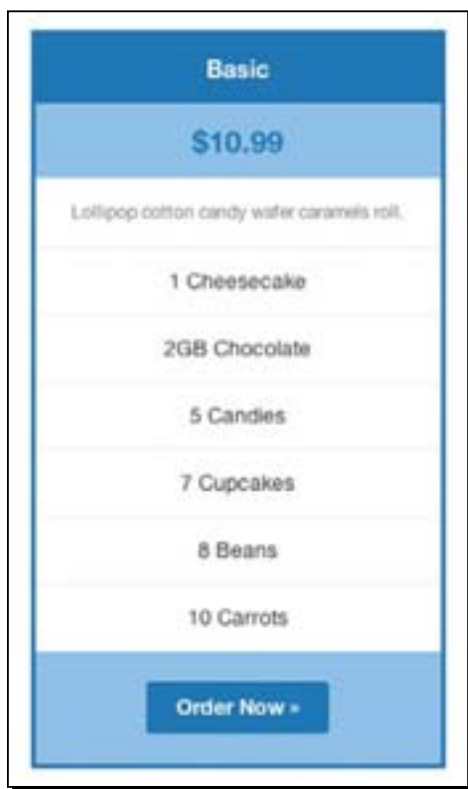 Basic
$10.99
Lollipop cotton candy wafer caramels roll.
1 Cheesecake
2GB Chocolate
5 Candies
7 Cupcakes
8 Beans
10 Carrots
Order Now »